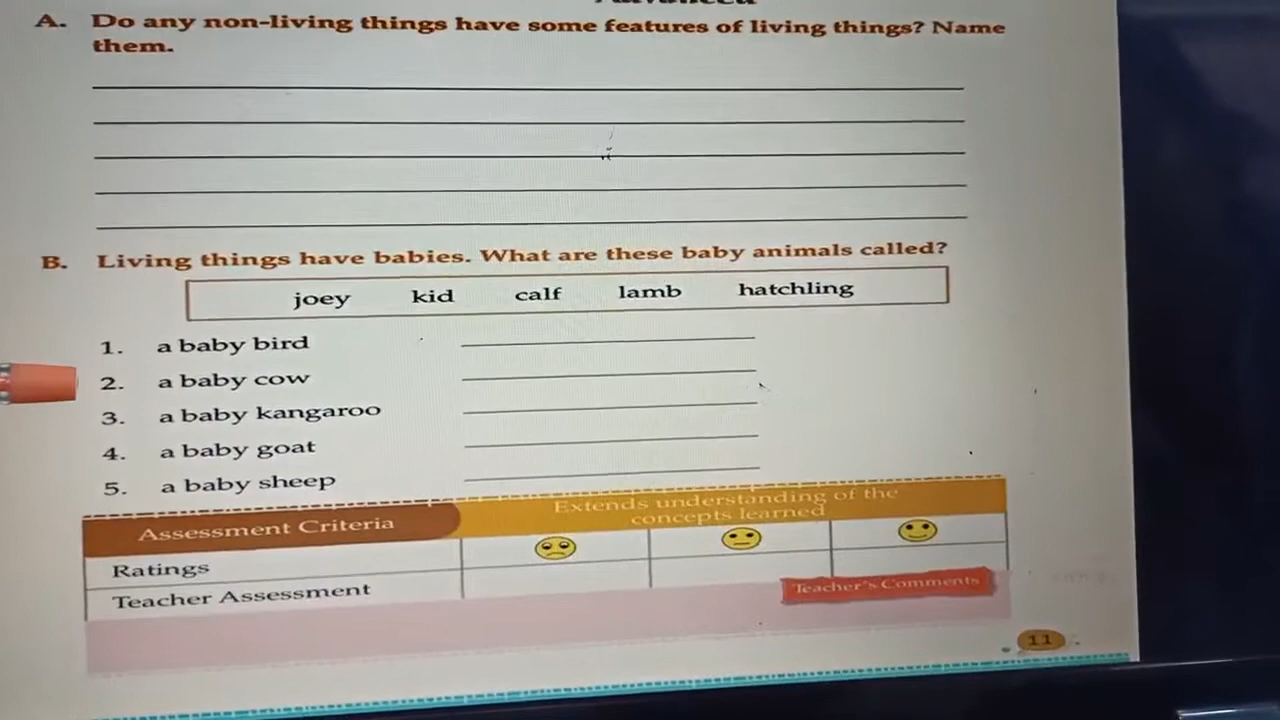 A. Do any non-living things have some features of living things? Name
them.
B. Living things have babies. What are these baby animals called?
joey kid calf lamb hatchling
1. a baby bird
2. a baby cow
3. a baby kangaroo
4. a baby goat
5. a baby sheep
Assessment Criteria
Extends understanding of the
concepts learned
Ratings
Teacher Assessment
Teacher's Comments
11